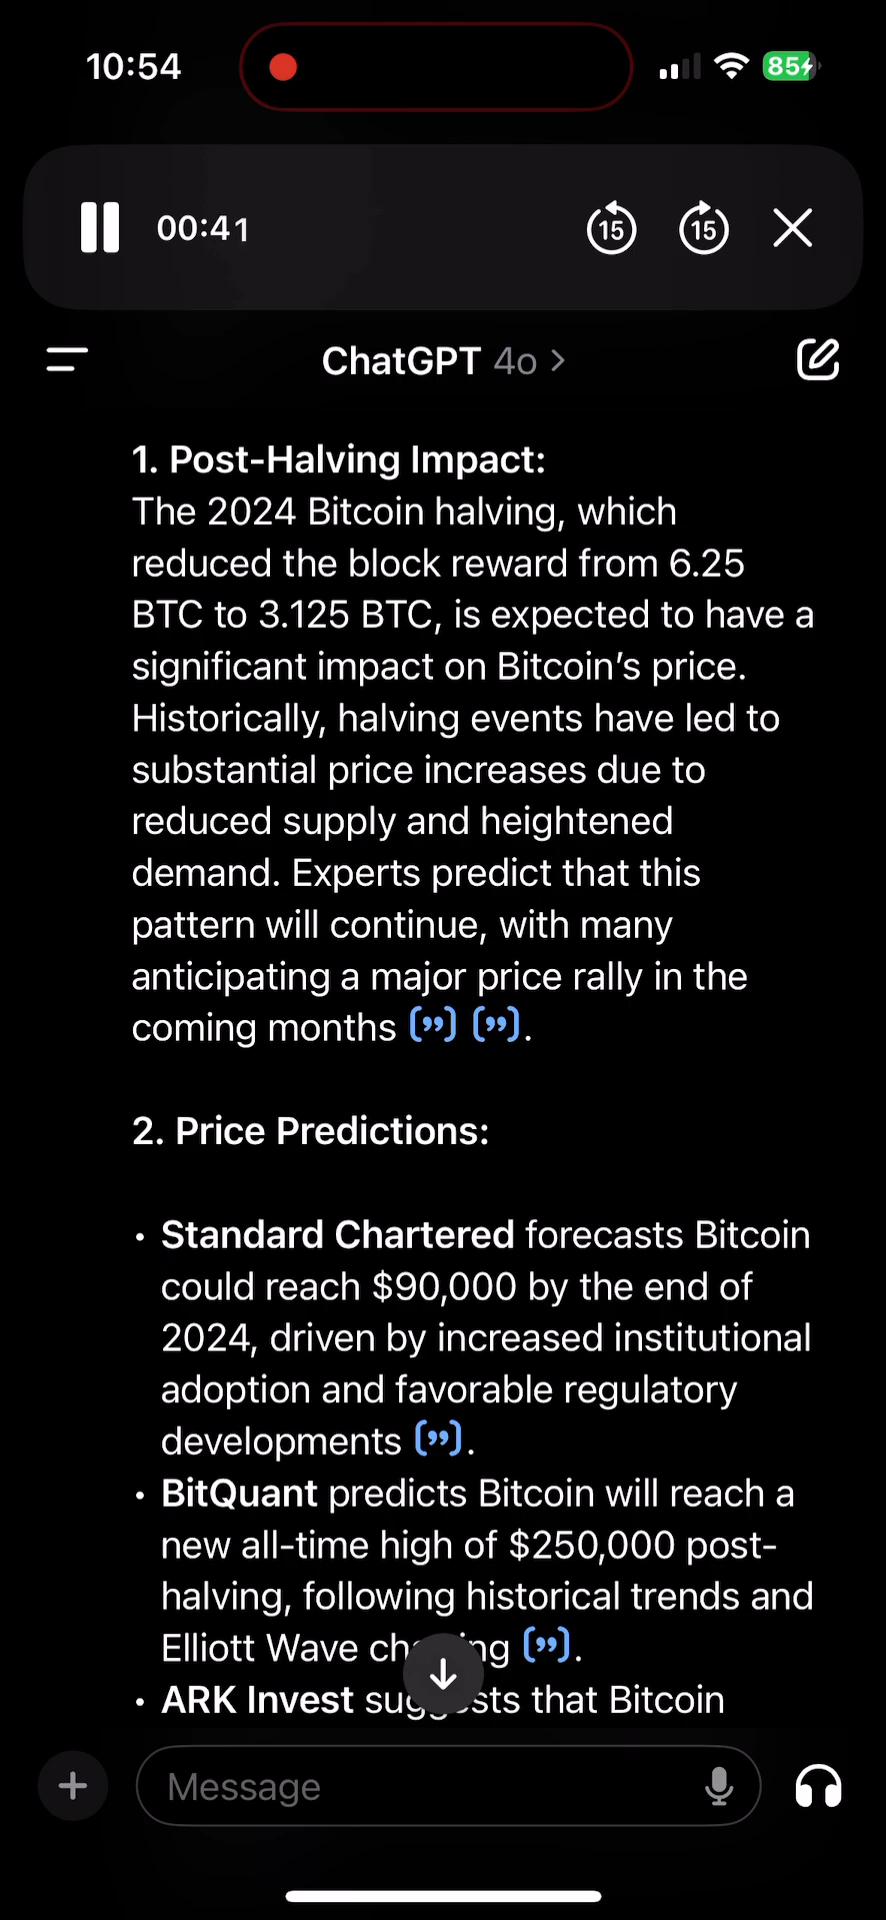 10:54
85
00:41
15
15
ChatGPT 4o >
1. Post-Halving Impact:
The 2024 Bitcoin halving, which
reduced the block reward from 6.25
BTC to 3.125 BTC, is expected to have a
significant impact on Bitcoin’s price.
Historically, halving events have led to
substantial price increases due to
reduced supply and heightened
demand. Experts predict that this
pattern will continue, with many
anticipating a major price rally in the
coming months [”] [”].
2. Price Predictions:
• Standard Chartered forecasts Bitcoin
could reach $90,000 by the end of
2024, driven by increased institutional
adoption and favorable regulatory
developments [”].
• BitQuant predicts Bitcoin will reach a
new all-time high of $250,000 post-
halving, following historical trends and
Elliott Wave [”].
• ARK Invest that Bitcoin
Message